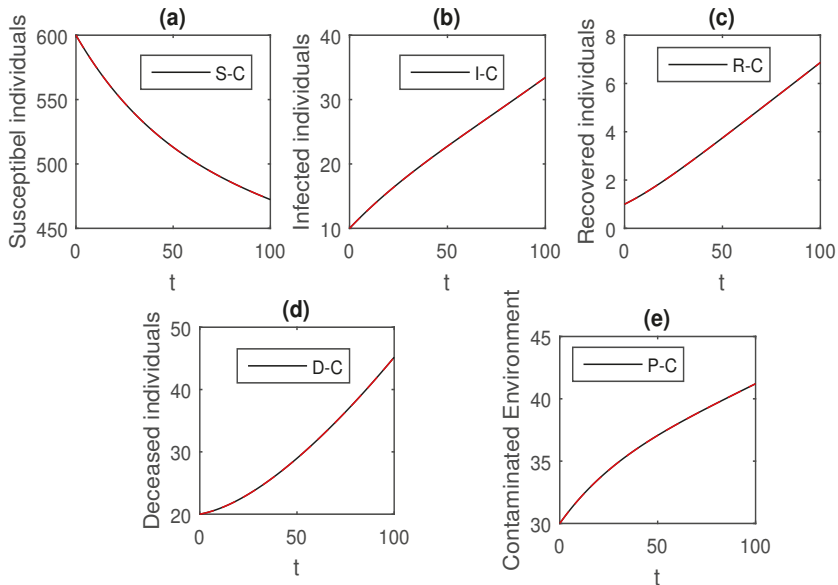 (a)
Susceptibel individuals
600
550
500
450
S-C
0 50 100
t
(b)
Infected individuals
40
30
20
10
I-C
0 50 100
t
(c)
Recovered individuals
8
6
4
2
0
R-C
0 50 100
t
(d)
Deceased individuals
50
40
30
20
D-C
0 50 100
t
(e)
Contaminated Environment
45
40
35
30
P-C
0 50 100
t